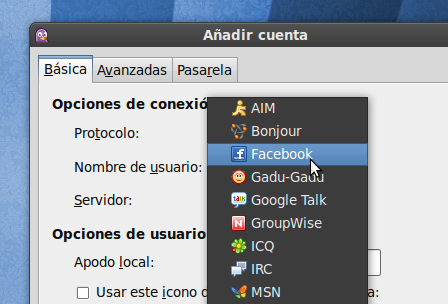 Añadir cuenta
Básica Avanzadas Pasarela
Opciones de conexió
Protocolo:
AIM
Bonjour
Facebook
Gadu-Gadu
Google Talk
GroupWise
ICQ
IRC
MSN
Nombre de usuario:
Servidor:
Opciones de usuario
Apodo local:
Usar este icono d a: